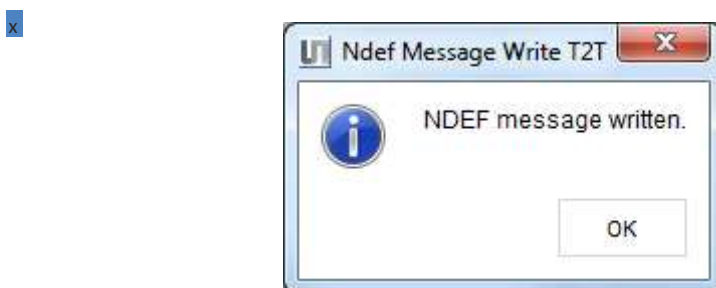 x
Ndef Message Write T2T
NDEF message written.
OK